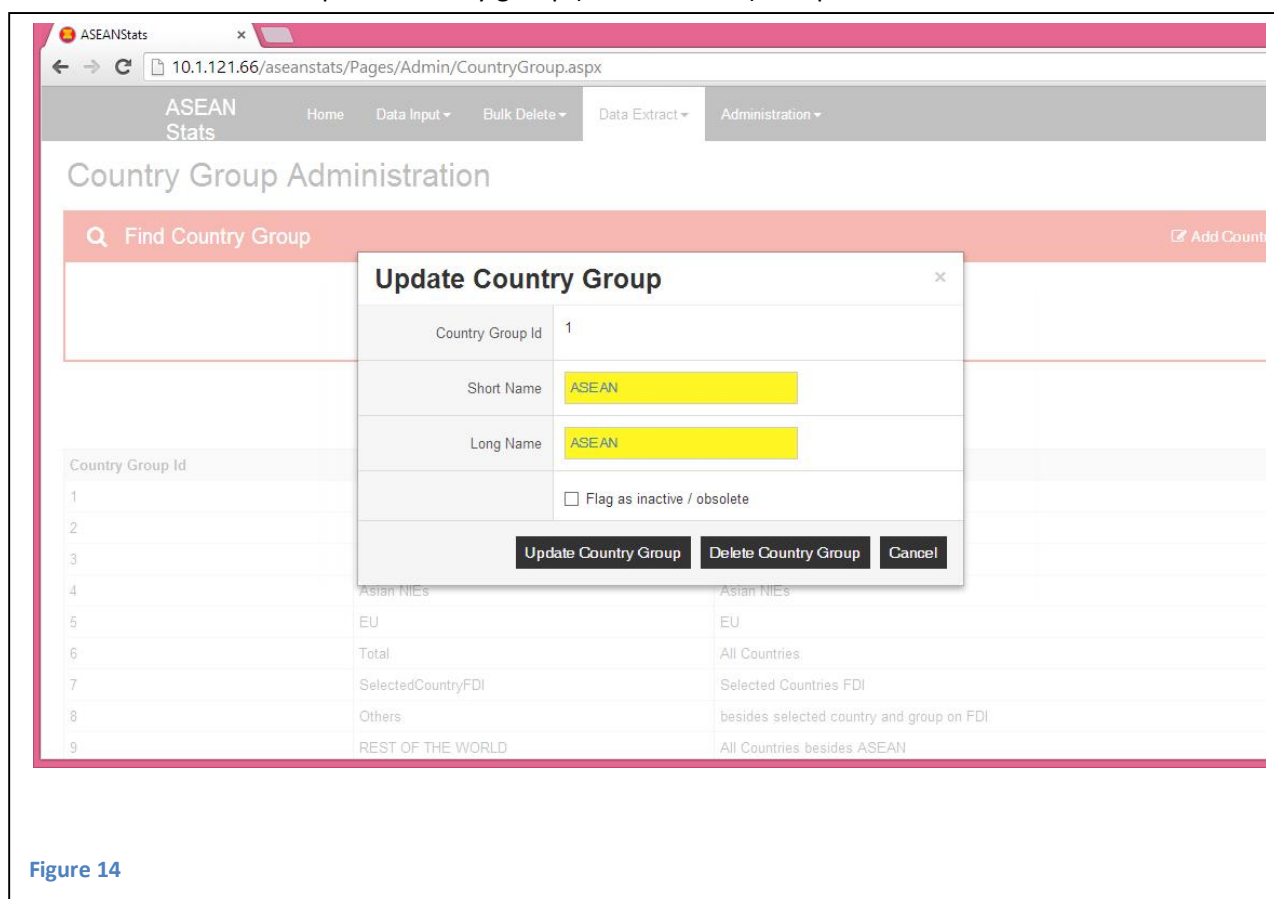 ASEANStats ×
10.1.121.66/aseanstats/Pages/Admin/CountryGroup.aspx
ASEAN Stats Home Data Input Bulk Delete Data Extract Administration
Country Group Administration
Find Country Group Add
Update Country Group ×
Country Group Id 1
Short Name ASEAN
Long Name ASEAN
Flag as inactive / obsolete
Update Country Group Delete Country Group Cancel
Country Group Id
1
2
3
4 Asian NIEs Asian NIEs
5 EU EU
6 Total All Countries
7 SelectedCountryFDI Selected Countries FDI
8 Others besides selected country and group on FDI
9 REST OF THE WORLD All Countries besides ASEAN
Figure 14